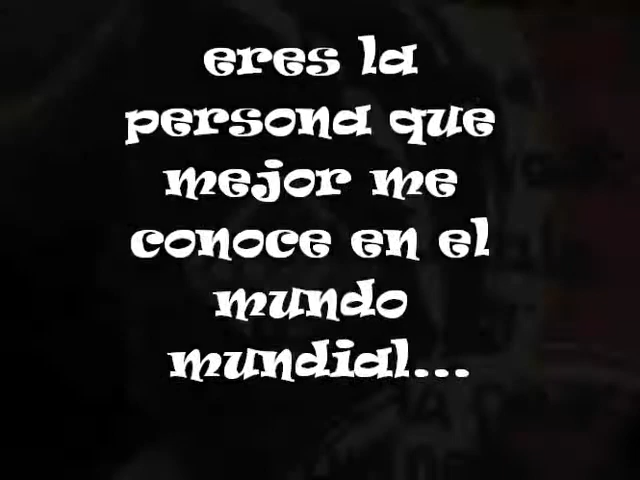 eres la
persona que
mejor me
conoce en el
mundo
mundial...